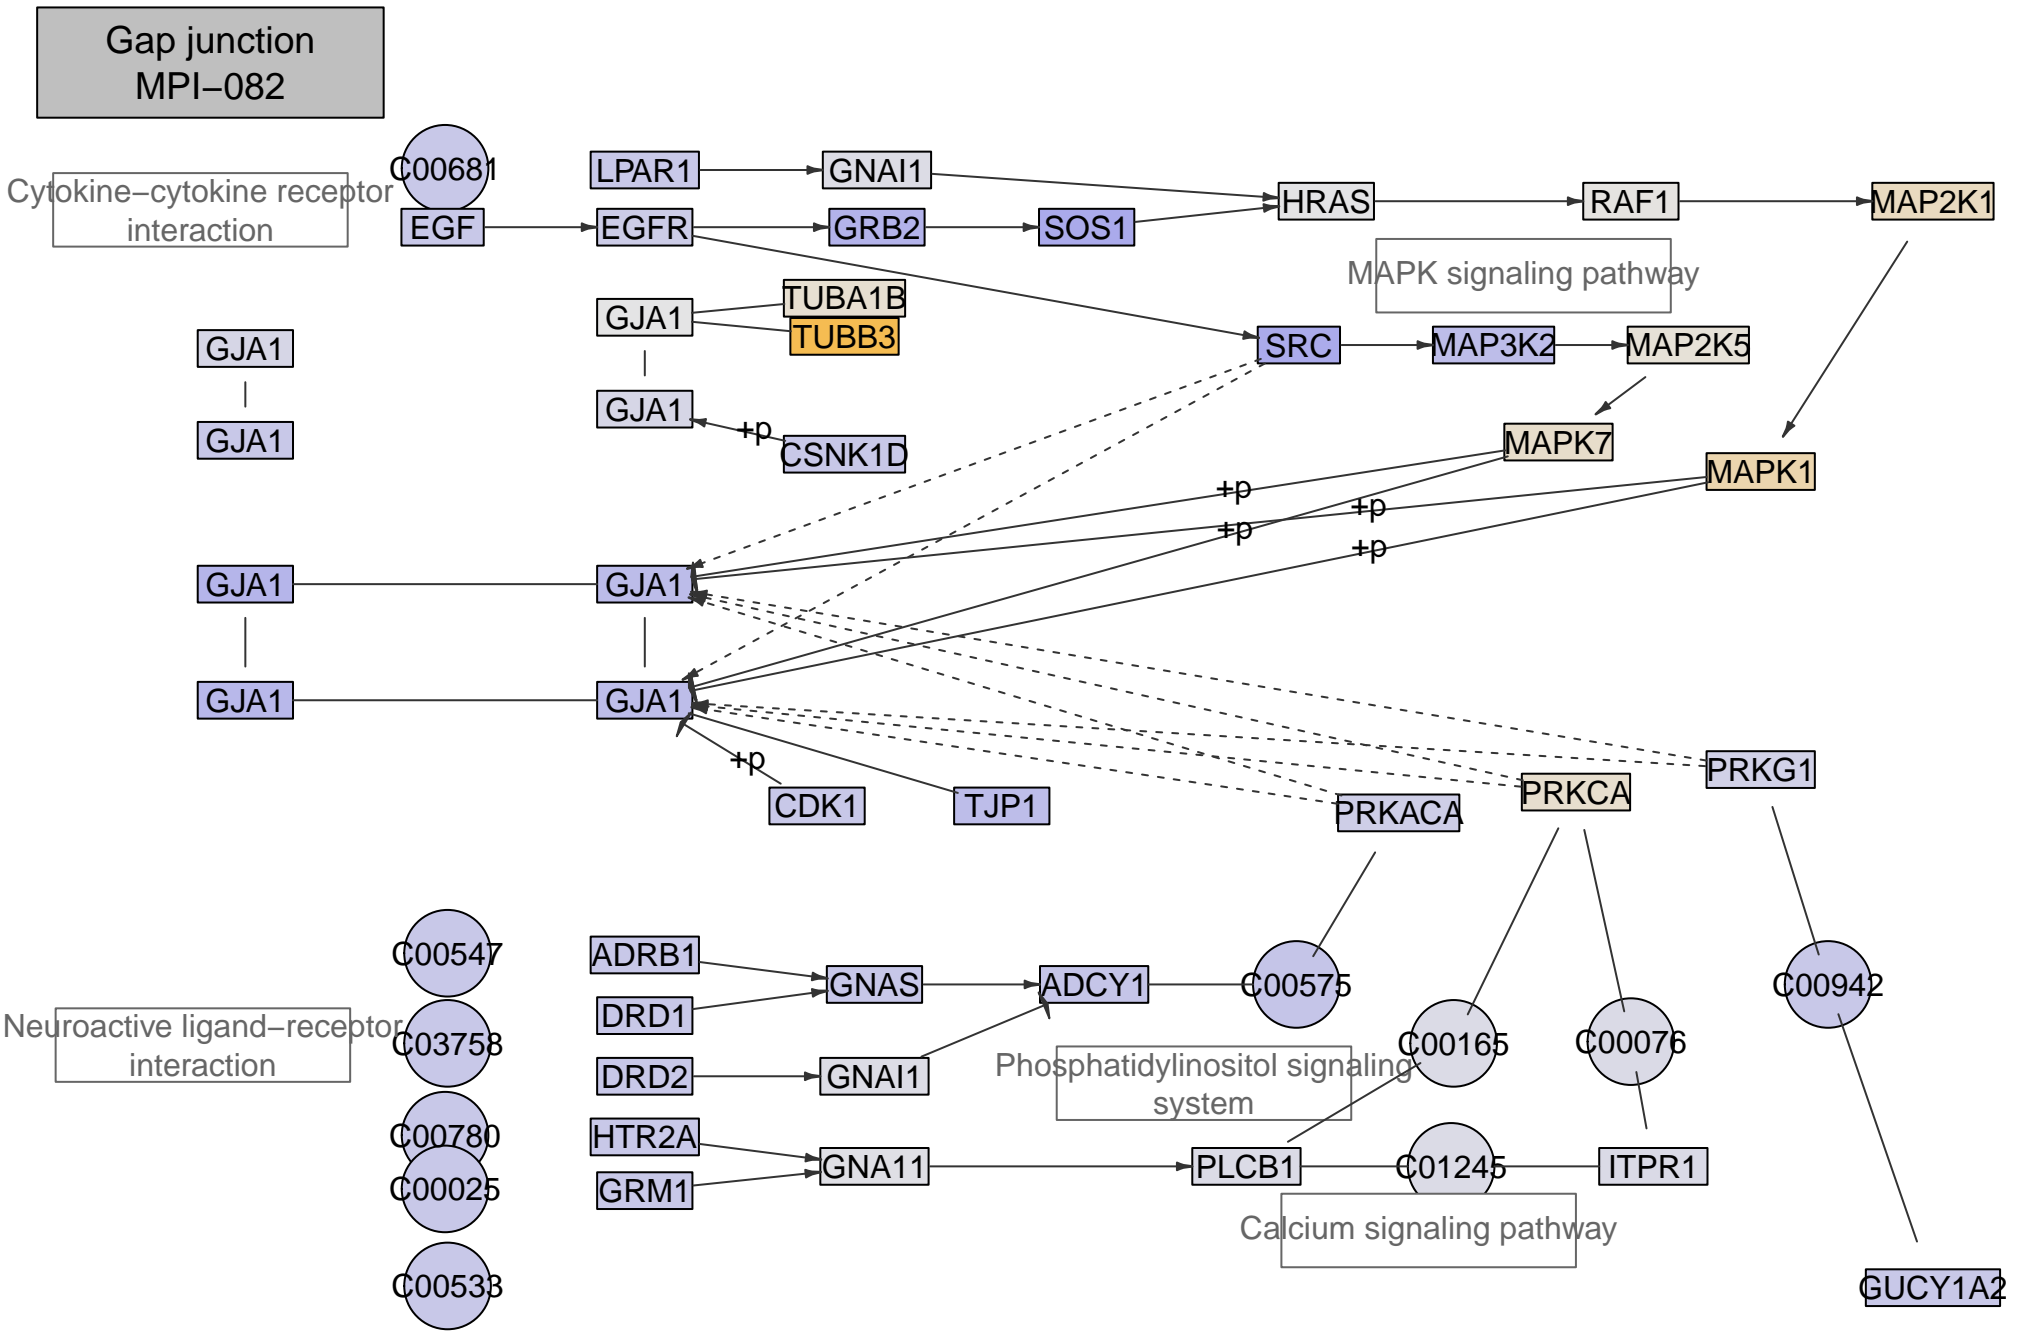 Gap junction
MPI−082
C00681
LPAR1
GNAI1
Cytokine−cytokine receptor
interaction
EGF
EGFR
GRB2
SOS1
HRAS
RAF1
MAP2K1
MAPK signaling pathway
TUBA1B
GJA1
TUBB3
GJA1
SRC
MAP3K2
MAP2K5
GJA1
+p
CSNK1D
GJA1
MAPK7
MAPK1
+p
+p
+p
+p
GJA1
GJA1
GJA1
GJA1
+p
CDK1
TJP1
PRKACA
PRKCA
PRKG1
C00547
ADRB1
GNAS
ADCY1
C00575
C00942
DRD1
Neuroactive ligand−receptor
interaction
C03758
C00165
C00076
DRD2
GNAI1
Phosphatidylinositol signaling
system
C00780
HTR2A
GNA11
PLCB1
C01245
ITPR1
C00025
GRM1
Calcium signaling pathway
C00533
GUCY1A2